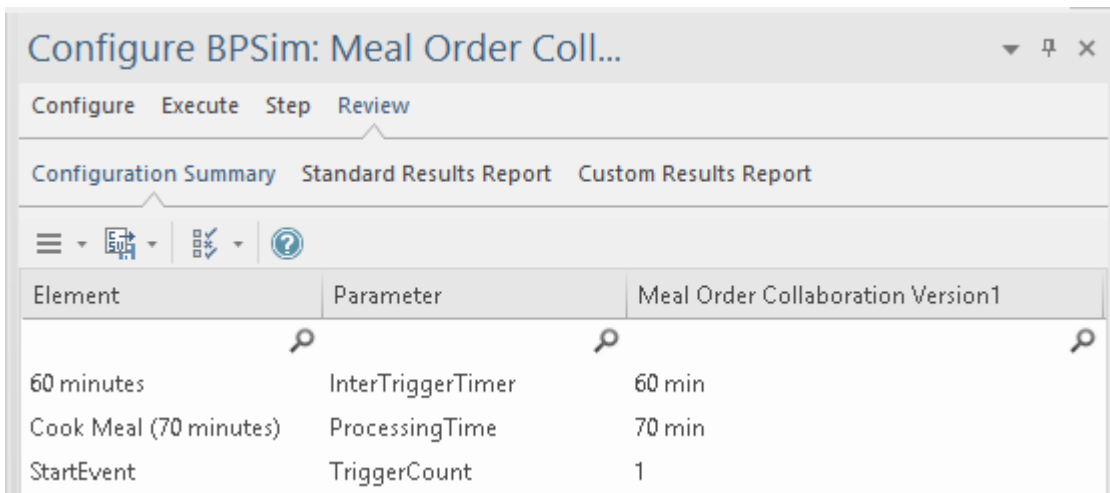 Configure BPSim: Meal Order Coll...
Configure Execute Step Review
Configuration Summary Standard Results Report Custom Results Report
Element Parameter Meal Order Collaboration Version1
60 minutes InterTriggerTimer 60 min
Cook Meal (70 minutes) ProcessingTime 70 min
StartEvent TriggerCount 1